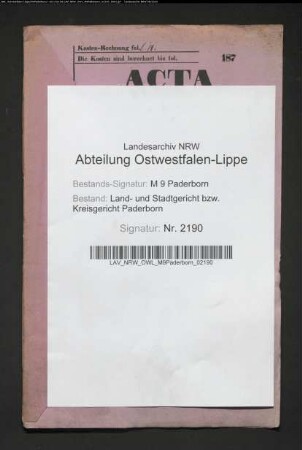 Kosten-Rechnung fol.
Die Kosten sind berechnet bis fol. 187
ACTA
Landesarchiv NRW
Abteilung Ostwestfalen-Lippe
Bestands-Signatur: M 9 Paderborn
Bestand: Land- und Stadtgericht bzw.
Kreisgericht Paderborn
Signatur: Nr. 2190
LAV_NRW_OWL_M9Paderborn_02190